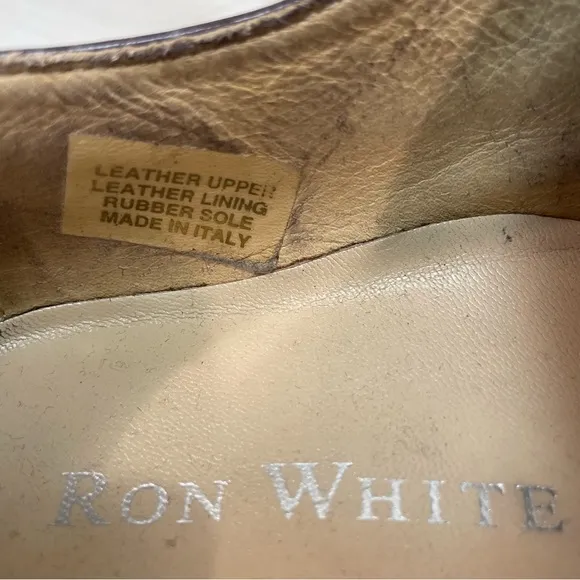 LEATHER UPPER
LEATHER LINING
RUBBER SOLE
MADE IN ITALY
RON WHITE